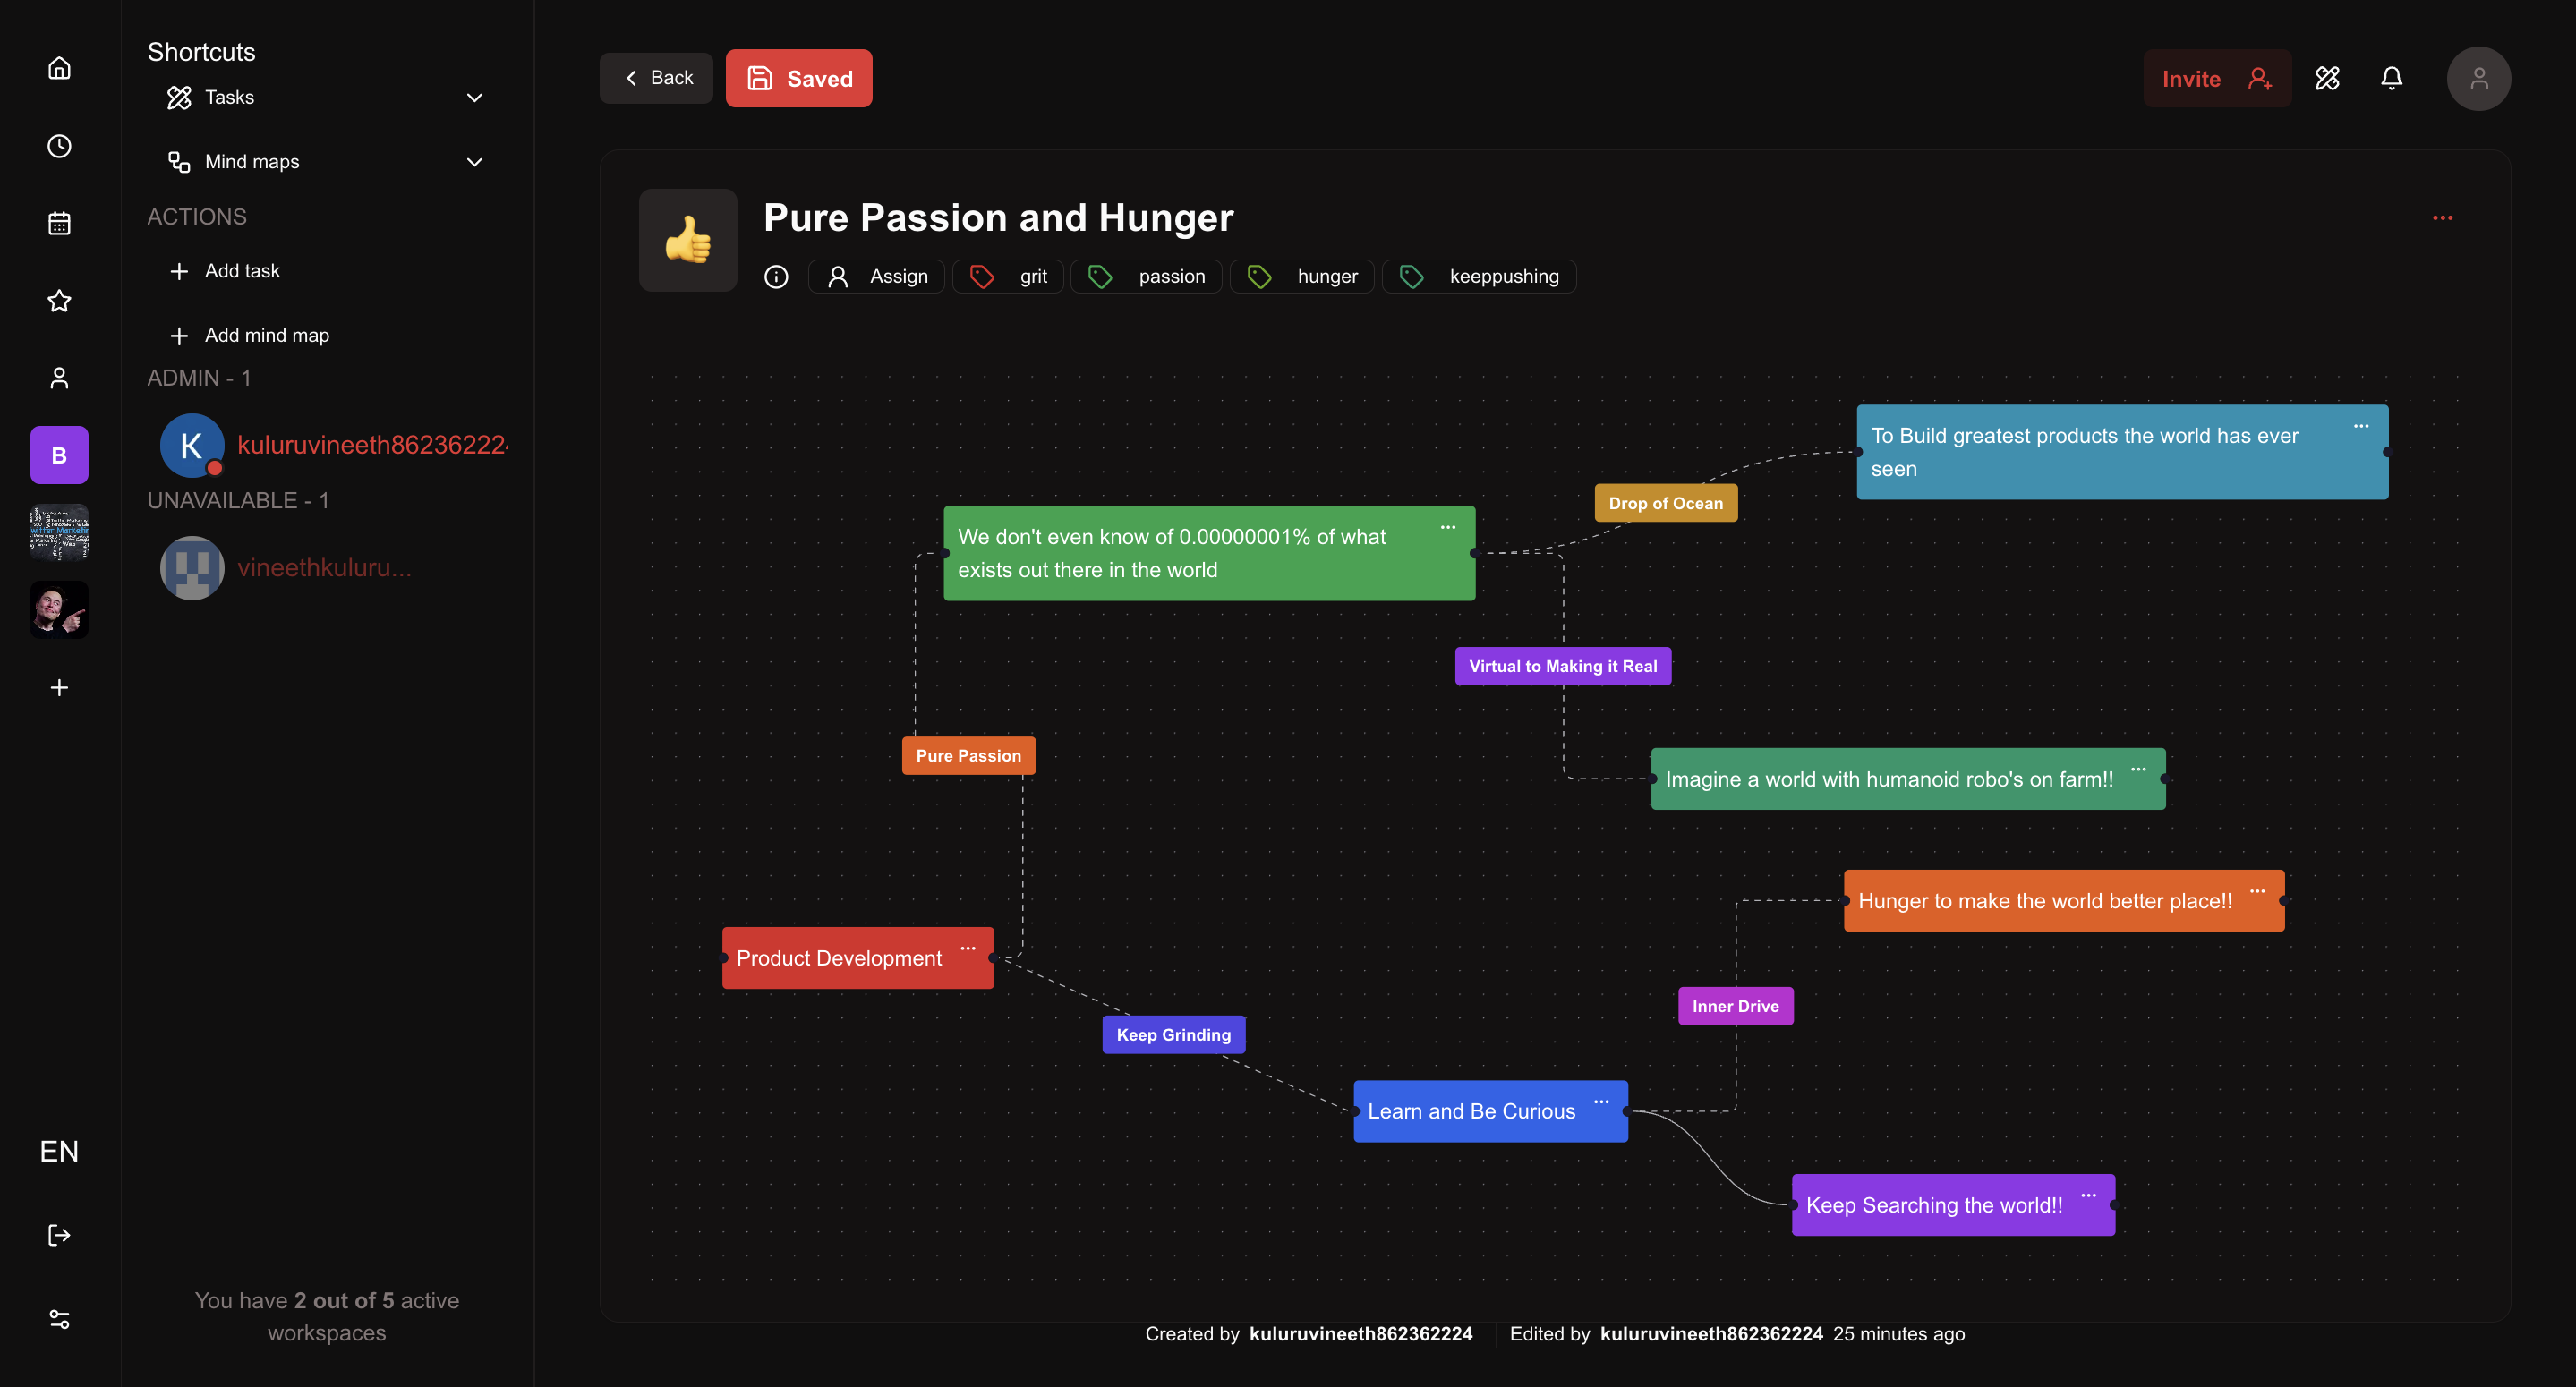 Shortcuts
Tasks
Mind maps
ACTIONS
Add task
Add mind map
ADMIN - 1
K
kuluruvineeth862362224
UNAVAILABLE - 1
vineethkuluru...
B
EN
You have 2 out of 5 active
workspaces
Back
Saved
Invite
Pure Passion and Hunger
Assign
grit
passion
hunger
keeppushing
To Build greatest products the world has ever
seen
Drop of Ocean
We don't even know of 0.00000001% of what
exists out there in the world
Virtual to Making it Real
Pure Passion
Imagine a world with humanoid robo's on farm!!
Hunger to make the world better place!!
Product Development
Inner Drive
Keep Grinding
Learn and Be Curious
Keep Searching the world!!
Created by kuluruvineeth862362224
Edited by kuluruvineeth862362224 25 minutes ago